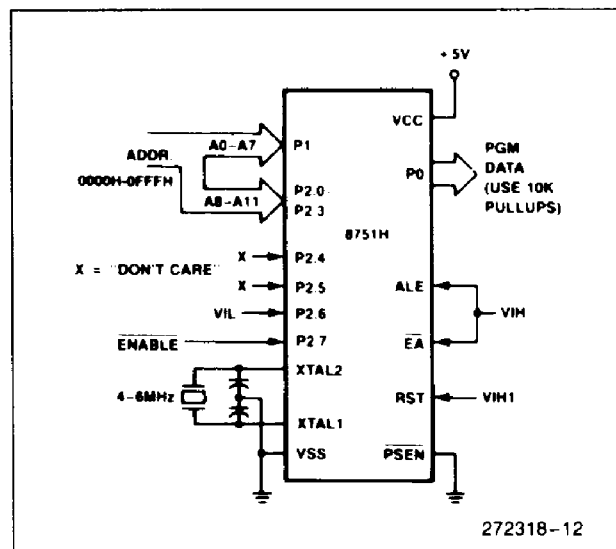 +5V
VCC
PGM
DATA
(USE 10K
PULLUPS)
P0
ADDR.
0000H-0FFFH
A0-A7
P1
A8-A11
P2.0-
P2.3
8751H
X = "DON'T CARE"
X
P2.4
X
P2.5
VIL
P2.6
ENABLE
P2.7
ALE
VIH
EA
XTAL2
4-6MHz
XTAL1
VSS
RST
VIH1
PSEN
272318-12